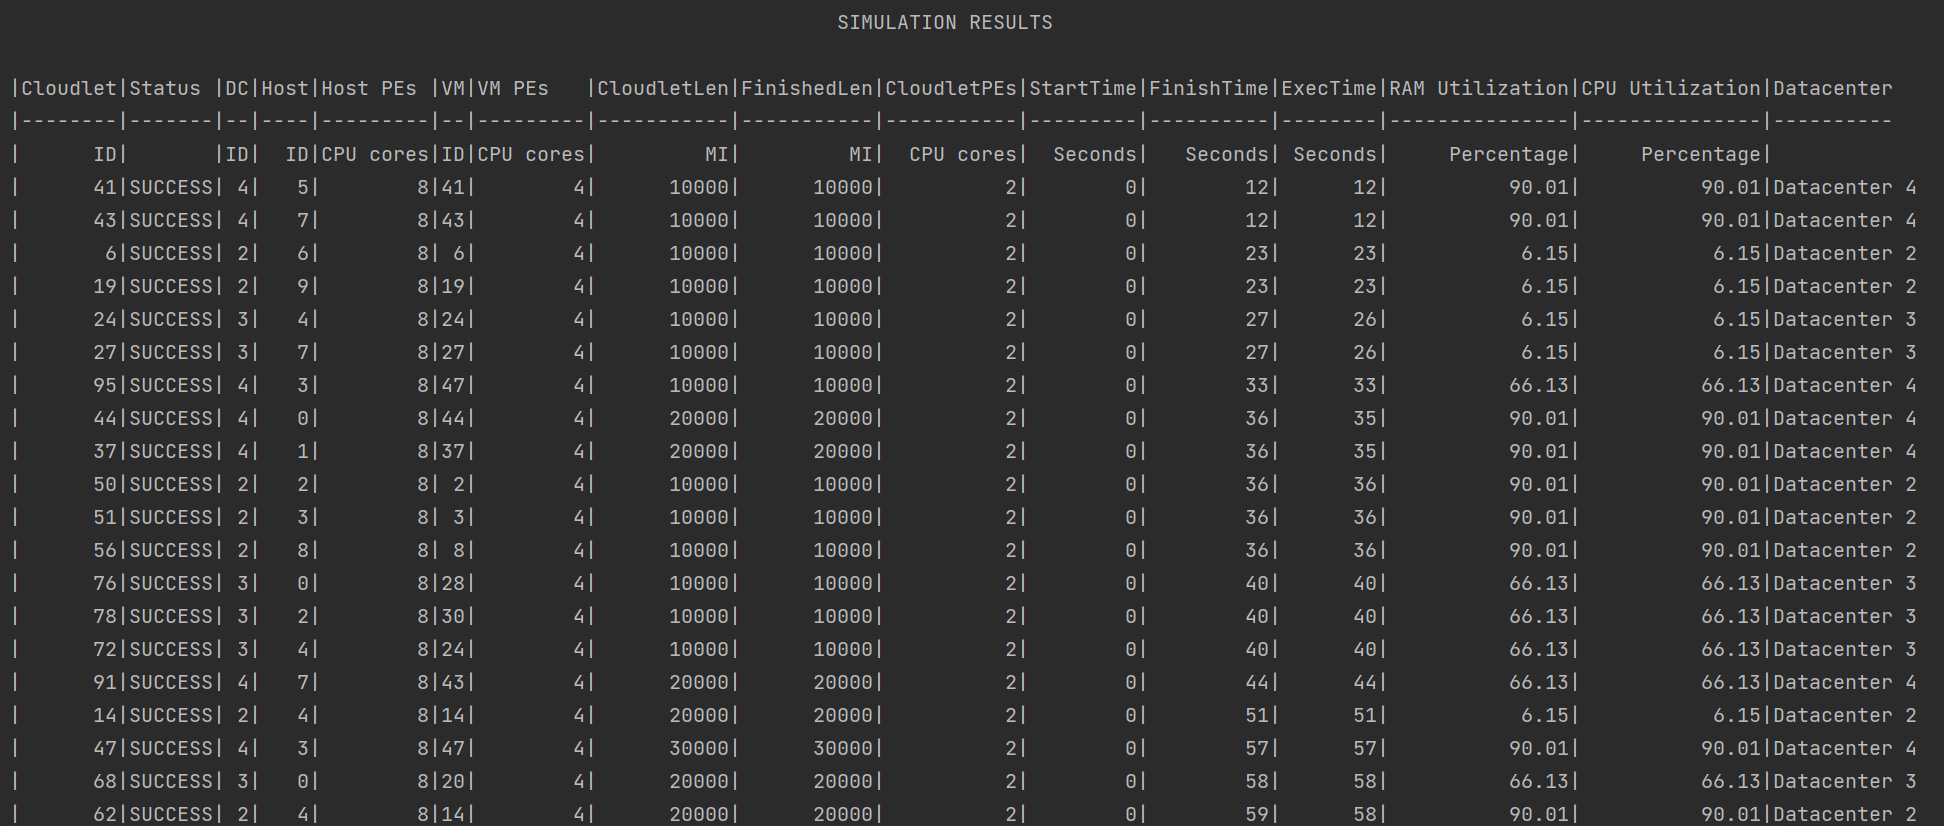 SIMULATION RESULTS
|Cloudlet|Status |DC|Host|Host PEs |VM|VM PEs   |CloudletLen|FinishedLen|CloudletPEs|StartTime|FinishTime|ExecTime|RAM Utilization|CPU Utilization|Datacenter
|--------|-------|--|----|---------|--|---------|-----------|-----------|-----------|---------|----------|--------|---------------|---------------|----------
|      ID|       |ID|  ID|CPU cores|ID|CPU cores|         MI|         MI|  CPU cores|  Seconds|   Seconds| Seconds|     Percentage|     Percentage|
|      41|SUCCESS| 4|   5|        8|41|        4|      10000|      10000|          2|        0|        12|      12|          90.01|          90.01|Datacenter 4
|      43|SUCCESS| 4|   7|        8|43|        4|      10000|      10000|          2|        0|        12|      12|          90.01|          90.01|Datacenter 4
|       6|SUCCESS| 2|   6|        8| 6|        4|      10000|      10000|          2|        0|        23|      23|           6.15|           6.15|Datacenter 2
|      19|SUCCESS| 2|   9|        8|19|        4|      10000|      10000|          2|        0|        23|      23|           6.15|           6.15|Datacenter 2
|      24|SUCCESS| 3|   4|        8|24|        4|      10000|      10000|          2|        0|        27|      26|           6.15|           6.15|Datacenter 3
|      27|SUCCESS| 3|   7|        8|27|        4|      10000|      10000|          2|        0|        27|      26|           6.15|           6.15|Datacenter 3
|      95|SUCCESS| 4|   3|        8|47|        4|      10000|      10000|          2|        0|        33|      33|          66.13|          66.13|Datacenter 4
|      44|SUCCESS| 4|   0|        8|44|        4|      20000|      20000|          2|        0|        36|      35|          90.01|          90.01|Datacenter 4
|      37|SUCCESS| 4|   1|        8|37|        4|      20000|      20000|          2|        0|        36|      35|          90.01|          90.01|Datacenter 4
|      50|SUCCESS| 2|   2|        8| 2|        4|      10000|      10000|          2|        0|        36|      36|          90.01|          90.01|Datacenter 2
|      51|SUCCESS| 2|   3|        8| 3|        4|      10000|      10000|          2|        0|        36|      36|          90.01|          90.01|Datacenter 2
|      56|SUCCESS| 2|   8|        8| 8|        4|      10000|      10000|          2|        0|        36|      36|          90.01|          90.01|Datacenter 2
|      76|SUCCESS| 3|   0|        8|28|        4|      10000|      10000|          2|        0|        40|      40|          66.13|          66.13|Datacenter 3
|      78|SUCCESS| 3|   2|        8|30|        4|      10000|      10000|          2|        0|        40|      40|          66.13|          66.13|Datacenter 3
|      72|SUCCESS| 3|   4|        8|24|        4|      10000|      10000|          2|        0|        40|      40|          66.13|          66.13|Datacenter 3
|      91|SUCCESS| 4|   7|        8|43|        4|      20000|      20000|          2|        0|        44|      44|          66.13|          66.13|Datacenter 4
|      14|SUCCESS| 2|   4|        8|14|        4|      20000|      20000|          2|        0|        51|      51|           6.15|           6.15|Datacenter 2
|      47|SUCCESS| 4|   3|        8|47|        4|      30000|      30000|          2|        0|        57|      57|          90.01|          90.01|Datacenter 4
|      68|SUCCESS| 3|   0|        8|20|        4|      20000|      20000|          2|        0|        58|      58|          66.13|          66.13|Datacenter 3
|      62|SUCCESS| 2|   4|        8|14|        4|      20000|      20000|          2|        0|        59|      58|          90.01|          90.01|Datacenter 2